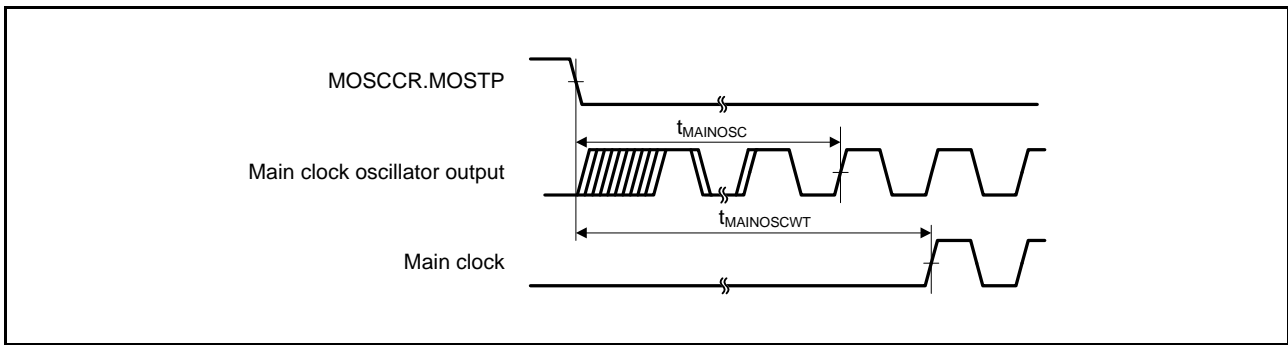 MOSCCR.MOSTP
tMAINOSC
Main clock oscillator output
tMAINOSCWT
Main clock